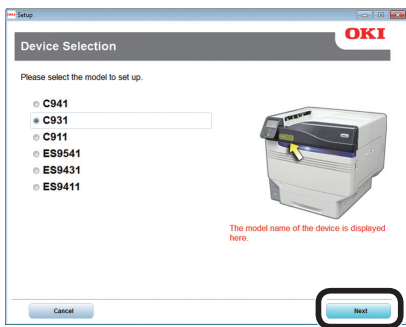 Setup
OKI
Device Selection
Please select the model to set up.
C941
C931
C911
ES9541
ES9431
ES9411
The model name of the device is displayed
here.
Cancel
Next